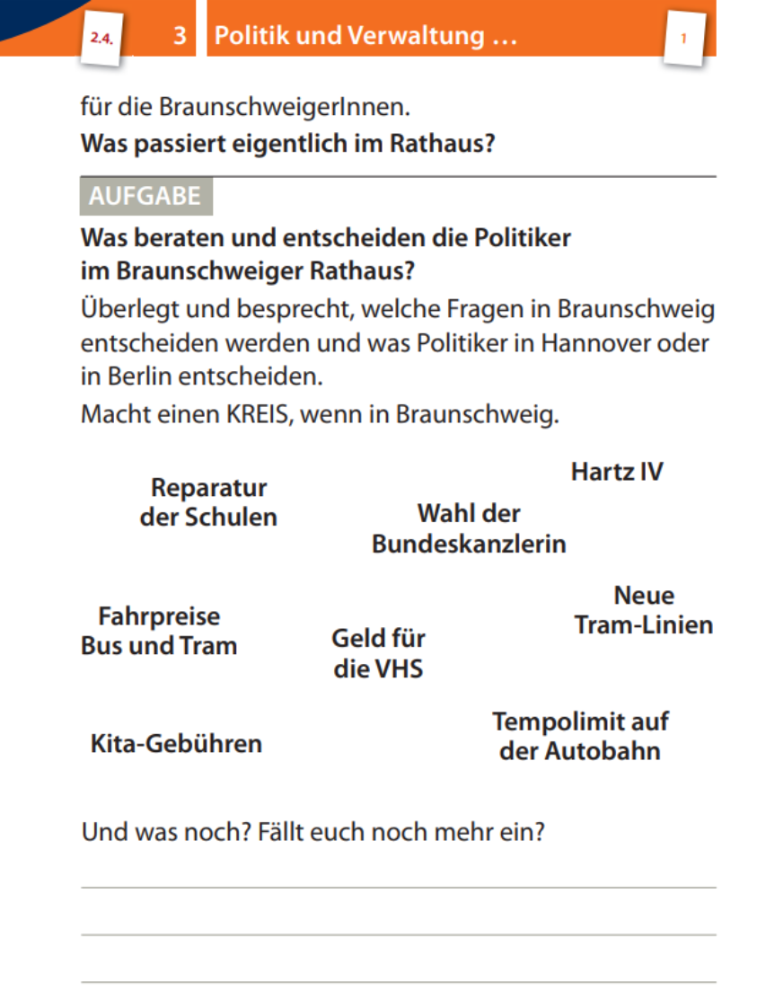 2.4.
3 Politik und Verwaltung …
1
für die BraunschweigerInnen.
Was passiert eigentlich im Rathaus?
AUFGABE
Was beraten und entscheiden die Politiker
im Braunschweiger Rathaus?
Überlegt und besprecht, welche Fragen in Braunschweig
entscheiden werden und was Politiker in Hannover oder
in Berlin entscheiden.
Macht einen KREIS, wenn in Braunschweig.
Hartz IV
Reparatur
der Schulen
Wahl der
Bundeskanzlerin
Neue
Tram-Linien
Fahrpreise
Bus und Tram
Geld für
die VHS
Tempolimit auf
der Autobahn
Kita-Gebühren
Und was noch? Fällt euch noch mehr ein?